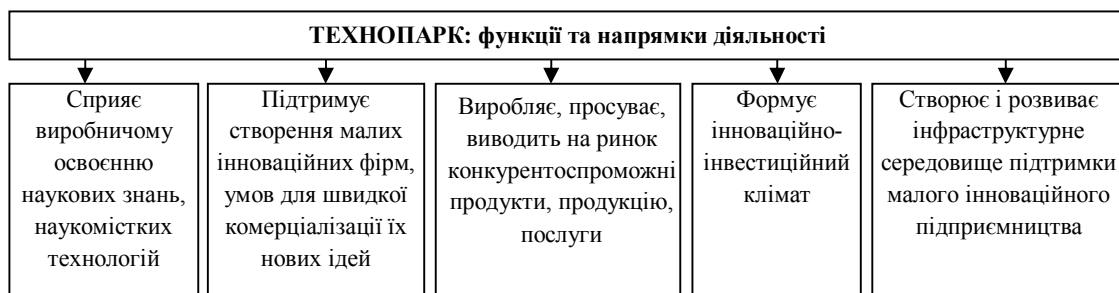 ТЕХНОПАРК: функції та напрямки діяльності
Сприяє
виробничому
освоєнню
наукових знань,
наукомістких
технологій
Підтримує
створення малих
інноваційних фірм,
умов для швидкої
комерціалізації їх
нових ідей
Виробляє, просуває,
виводить на ринок
конкурентоспроможні
продукти, продукцію,
послуги
Формує
інноваційно-
інвестиційний
клімат
Створює і розвиває
інфраструктурне
середовище підтримки
малого інноваційного
підприємництва